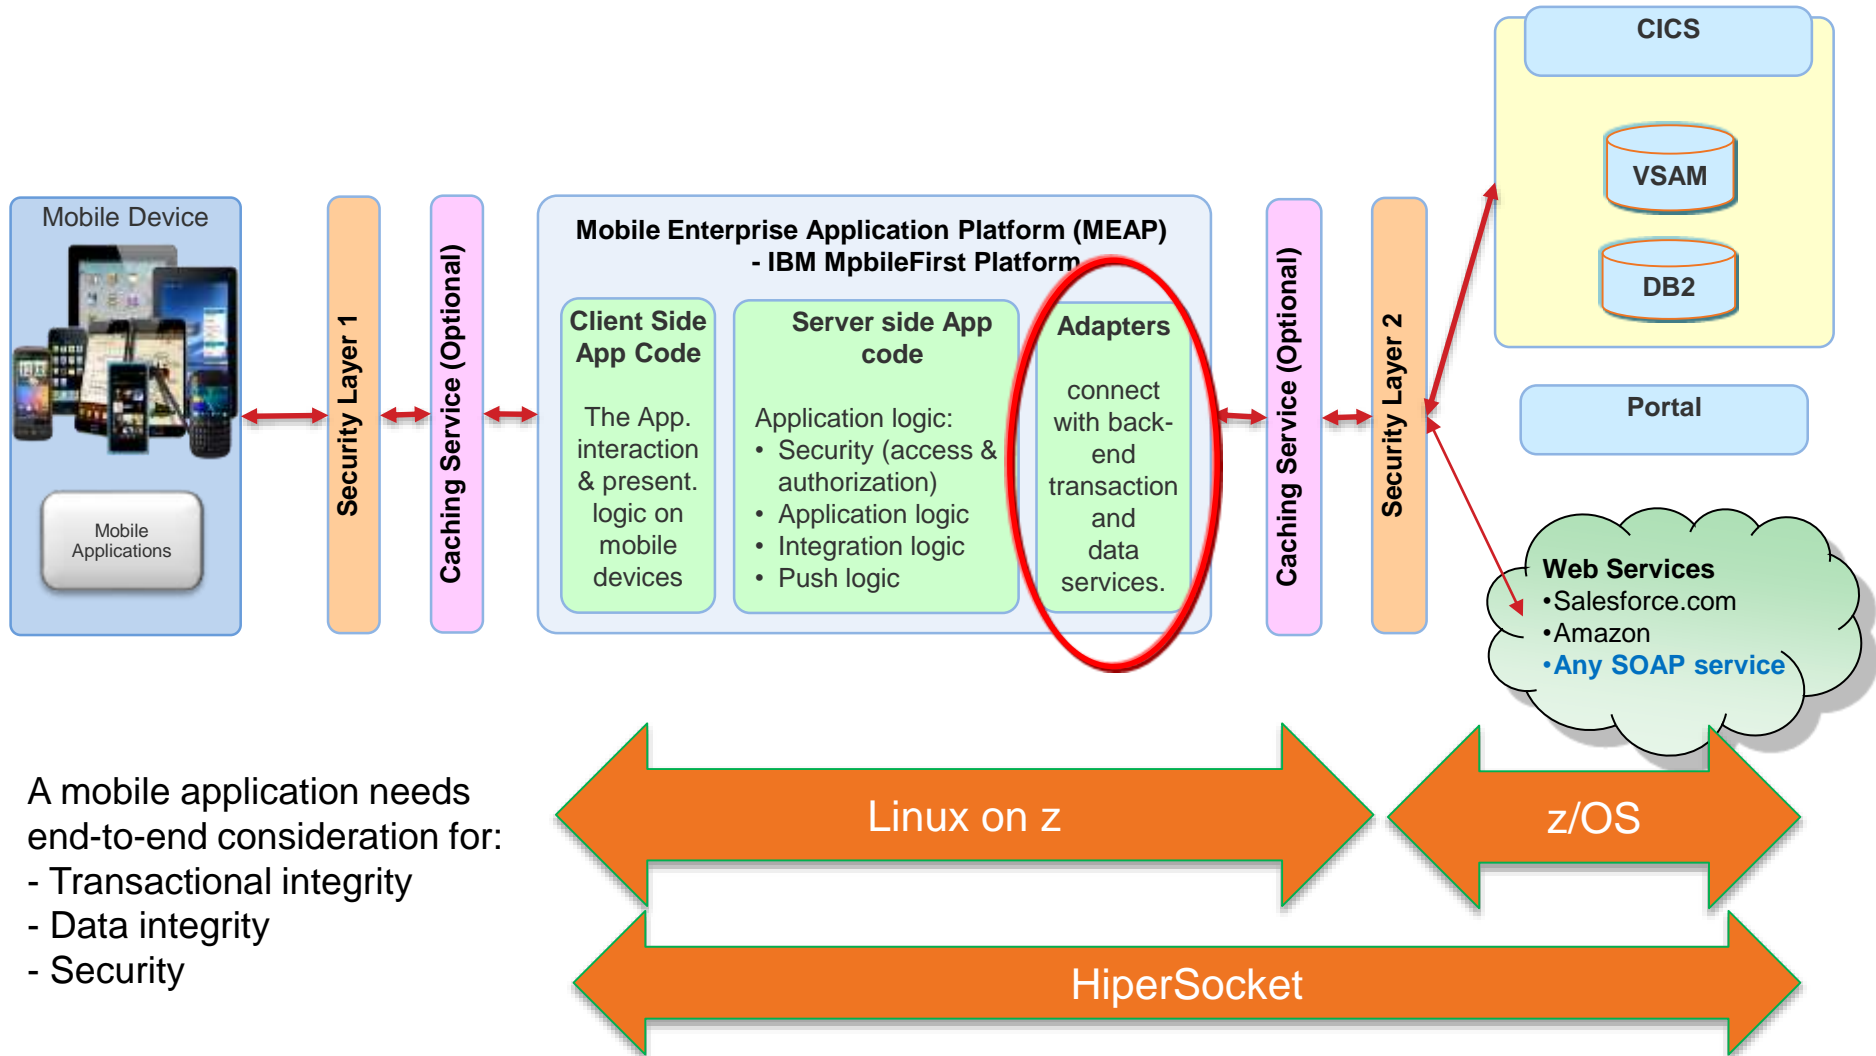 CICS
VSAM
DB2
Portal
Mobile Device
Mobile
Applications
Security Layer 1
Caching Service (Optional)
Mobile Enterprise Application Platform (MEAP)
- IBM MpbileFirst Platform
Client Side
App Code
The App.
interaction
& present.
logic on
mobile
devices
Server side App
code
Application logic:
• Security (access &
authorization)
• Application logic
• Integration logic
• Push logic
Adapters
connect
with back-
end
transaction
and
data
services.
Caching Service (Optional)
Security Layer 2
Web Services
•Salesforce.com
•Amazon
•Any SOAP service
A mobile application needs
end-to-end consideration for:
- Transactional integrity
- Data integrity
- Security
Linux on z
z/OS
HiperSocket